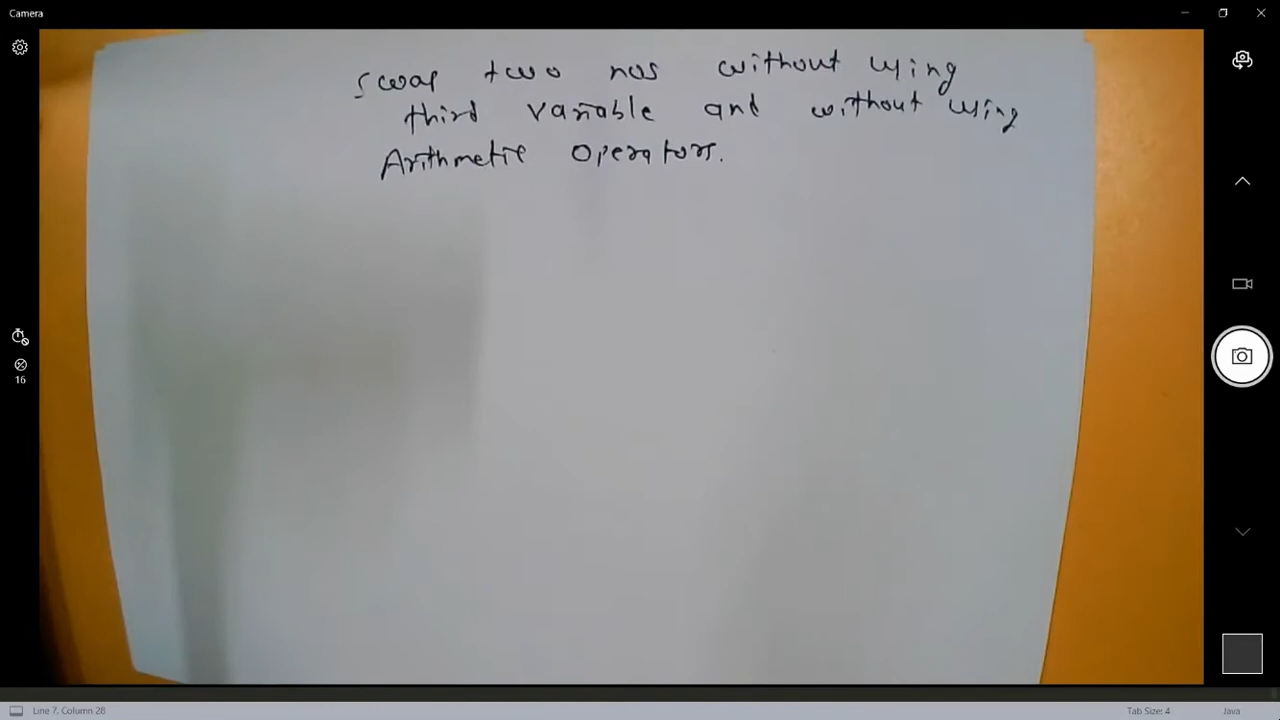 Camera
swap two nos without using
third variable and without using
Arithmetic Operators.
16
Line 7, Column 28
Tab Size: 4
Java